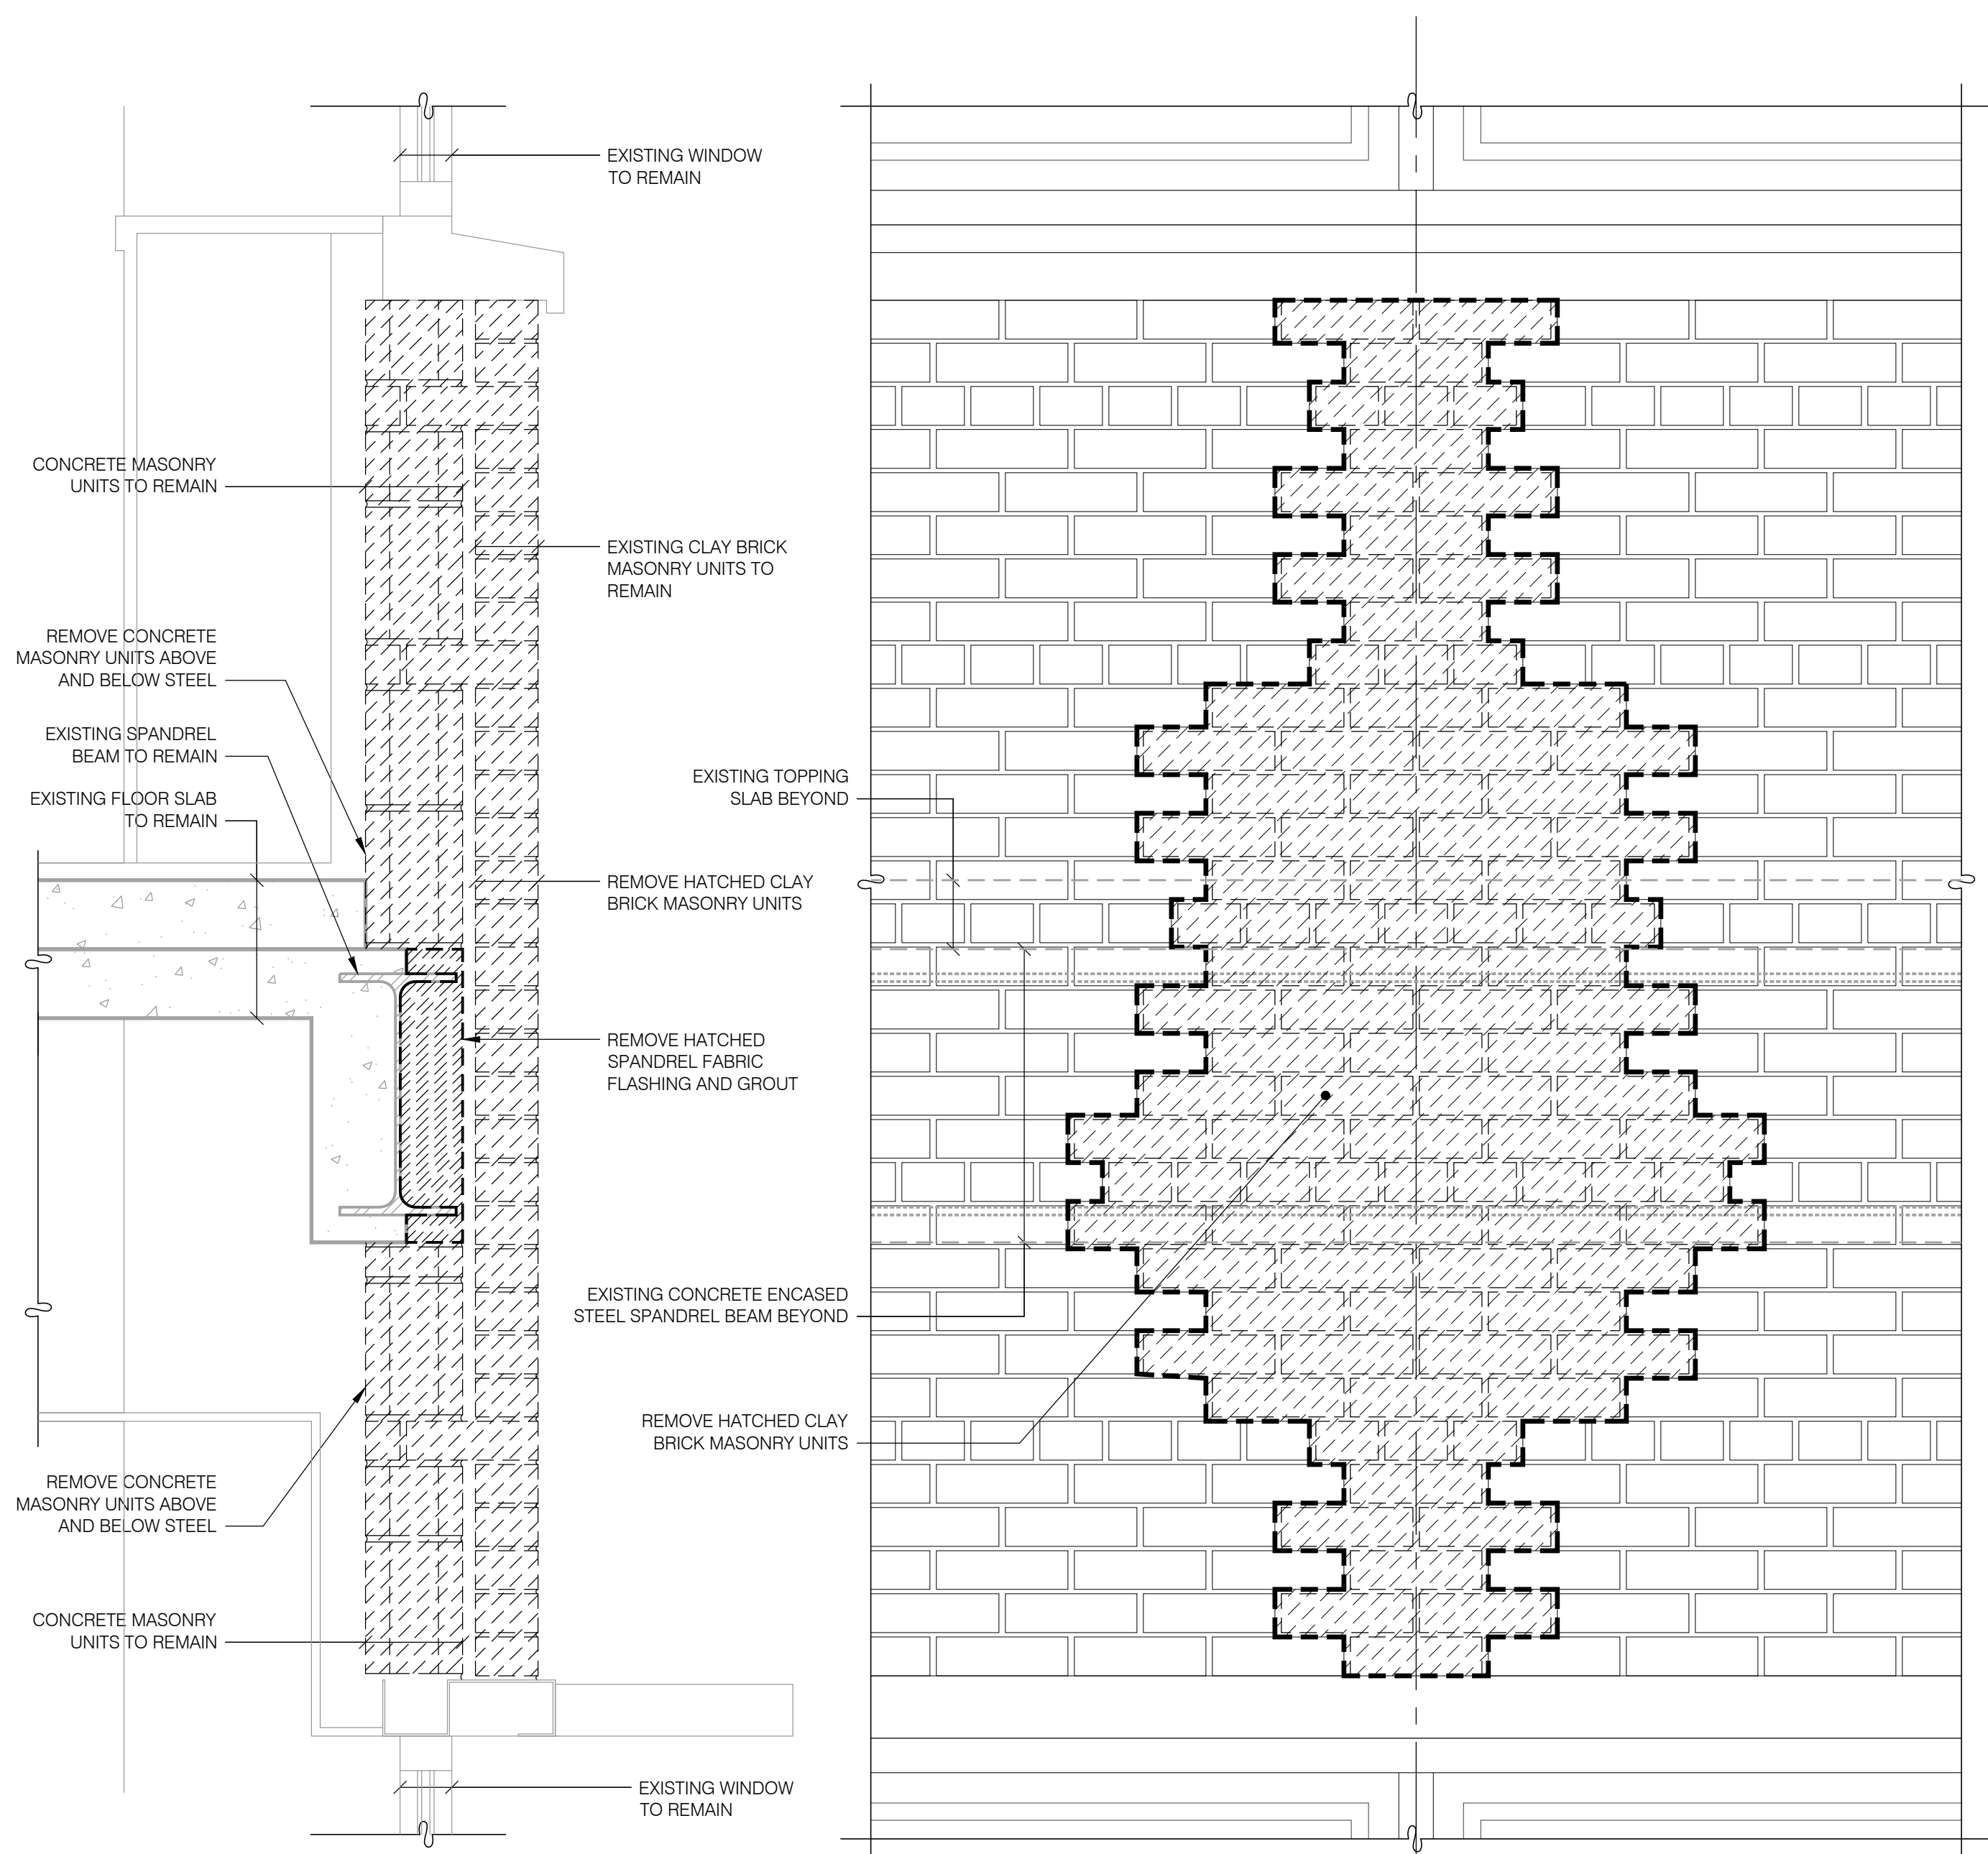 EXISTING WINDOW
TO REMAIN
CONCRETE MASONRY
UNITS TO REMAIN
EXISTING CLAY BRICK
MASONRY UNITS TO
REMAIN
REMOVE CONCRETE
MASONRY UNITS ABOVE
AND BELOW STEEL
EXISTING SPANDREL
BEAM TO REMAIN
EXISTING FLOOR SLAB
TO REMAIN
EXISTING TOPPING
SLAB BEYOND
REMOVE HATCHED CLAY
BRICK MASONRY UNITS
REMOVE HATCHED
SPANDREL FABRIC
FLASHING AND GROUT
EXISTING CONCRETE ENCASED
STEEL SPANDREL BEAM BEYOND
REMOVE HATCHED CLAY
BRICK MASONRY UNITS
REMOVE CONCRETE
MASONRY UNITS ABOVE
AND BELOW STEEL
CONCRETE MASONRY
UNITS TO REMAIN
EXISTING WINDOW
TO REMAIN